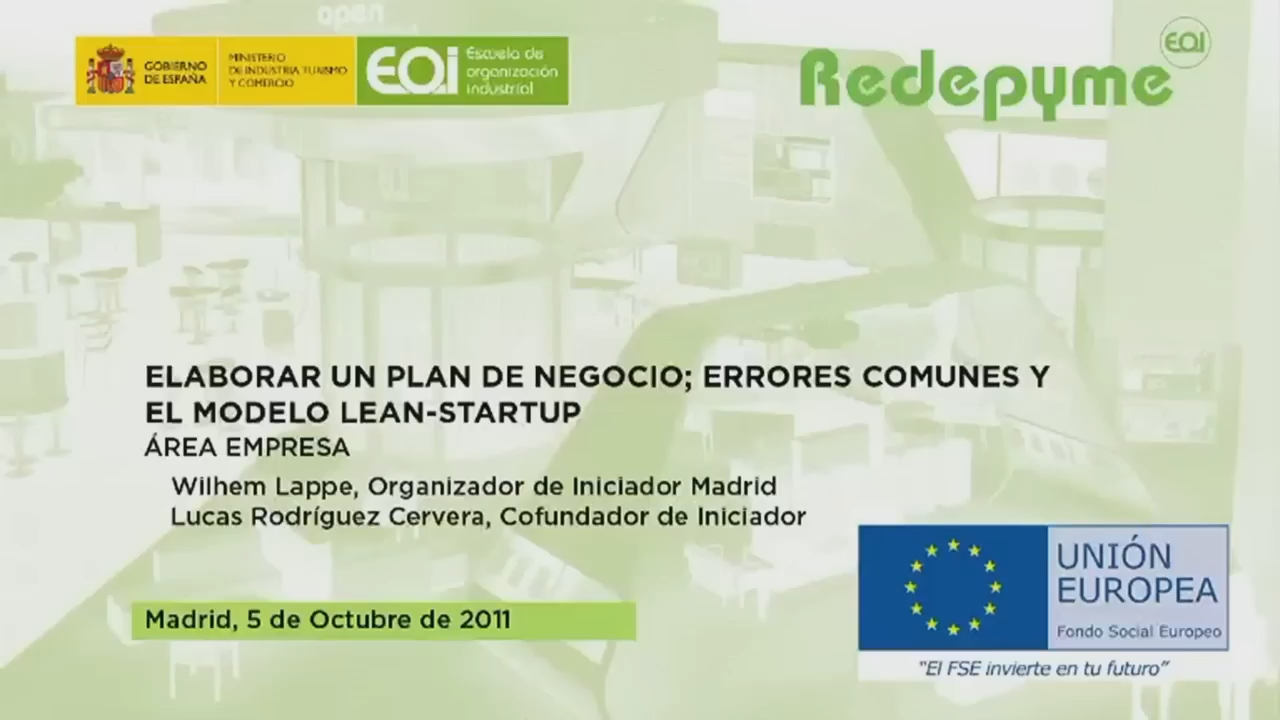 open
GOBIERNO
DE ESPAÑA
MINISTERIO
DE INDUSTRIA TURISMO
Y COMERCIO
EOi
Escuela de
organización
industrial
Redepyme
EOI
ELABORAR UN PLAN DE NEGOCIO; ERRORES COMUNES Y
EL MODELO LEAN-STARTUP
ÁREA EMPRESA
Wilhem Lappe, Organizador de Iniciador Madrid
Lucas Rodríguez Cervera, Cofundador de Iniciador
UNIÓN
EUROPEA
Fondo Social Europeo
Madrid, 5 de Octubre de 2011
"El FSE invierte en tu futuro"